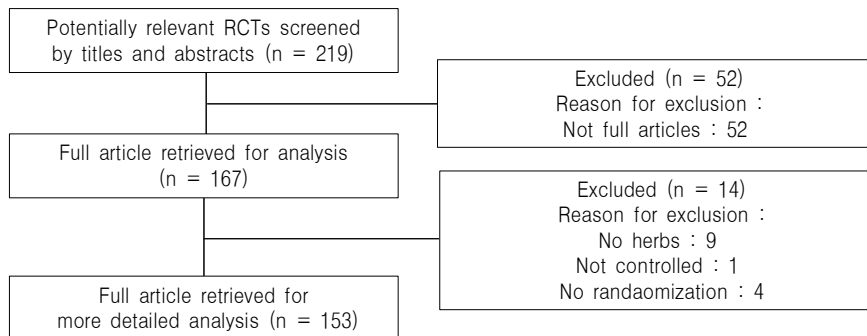 Potentially relevant RCTs screened
by titles and abstracts (n = 219)
Excluded (n = 52)
Reason for exclusion :
Not full articles : 52
Full article retrieved for analysis
(n = 167)
Excluded (n = 14)
Reason for exclusion :
No herbs : 9
Not controlled : 1
No randaomization : 4
Full article retrieved for
more detailed analysis (n = 153)